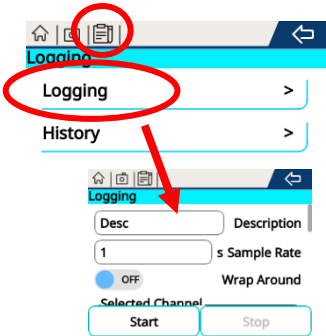 Logging
Logging >
History >
Logging
Desc Description
1 s Sample Rate
OFF Wrap Around
Selected Channel
Start Stop